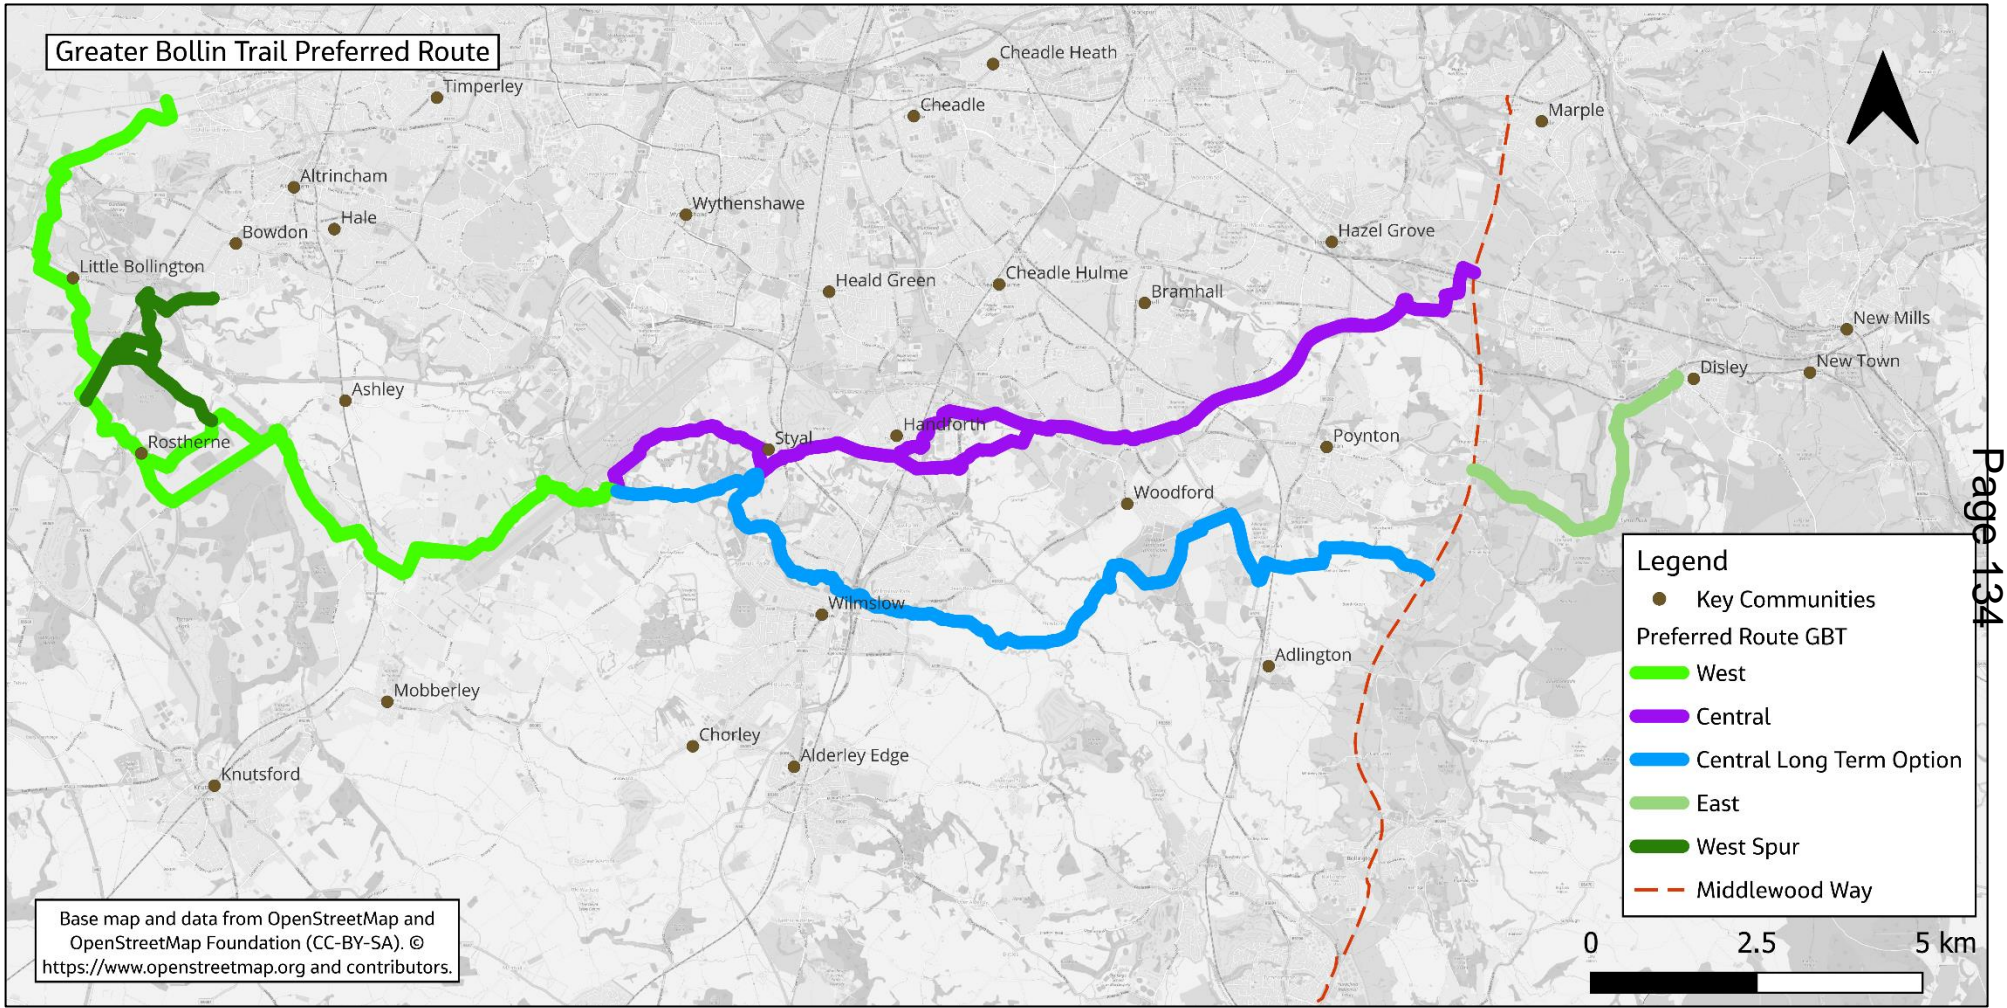 Greater Bollin Trail Preferred Route
Cheadle Heath
Timperley
Cheadle
Marple
Altrincham
Wythenshawe
Hale
Bowdon
Hazel Grove
Little Bollington
Heald Green
Cheadle Hulme
Bramhall
New Mills
New Town
Disley
Ashley
Rostherne
Styal
Handforth
Poynton
Woodford
Page 134
Wilmslow
Adlington
Mobberley
Chorley
Alderley Edge
Knutsford
Legend
Key Communities
Preferred Route GBT
West
Central
Central Long Term Option
East
West Spur
Middlewood Way
0 2.5 5 km
Base map and data from OpenStreetMap and
OpenStreetMap Foundation (CC-BY-SA). ©
https://www.openstreetmap.org and contributors.